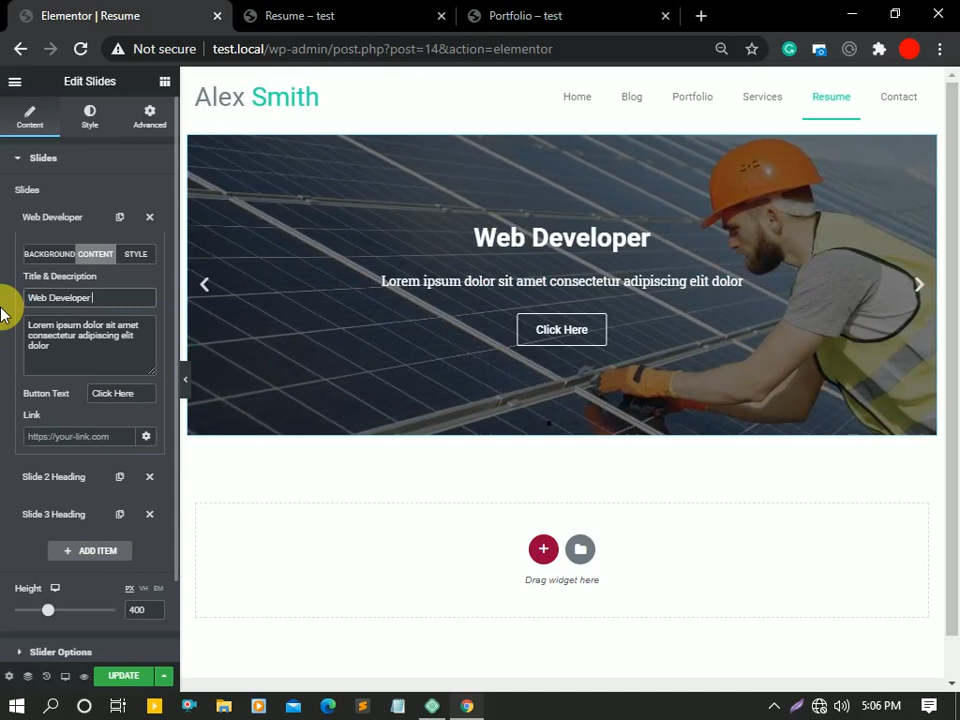 Elementor | Resume
Resume – test
Portfolio – test
Not secure
test.local/wp-admin/post.php?post=14&action=elementor
Edit Slides
Content
Style
Advanced
Slides
Slides
Web Developer
BACKGROUND
CONTENT
STYLE
Title & Description
Web Developer
Lorem ipsum dolor sit amet
consectetur adipiscing elit
dolor
Button Text
Click Here
Link
https://your-link.com
Slide 2 Heading
Slide 3 Heading
ADD ITEM
Height
PX
VH
EM
400
Slider Options
UPDATE
Alex Smith
Home
Blog
Portfolio
Services
Resume
Contact
Web Developer
Lorem ipsum dolor sit amet consectetur adipiscing elit dolor
Click Here
Drag widget here
5:06 PM